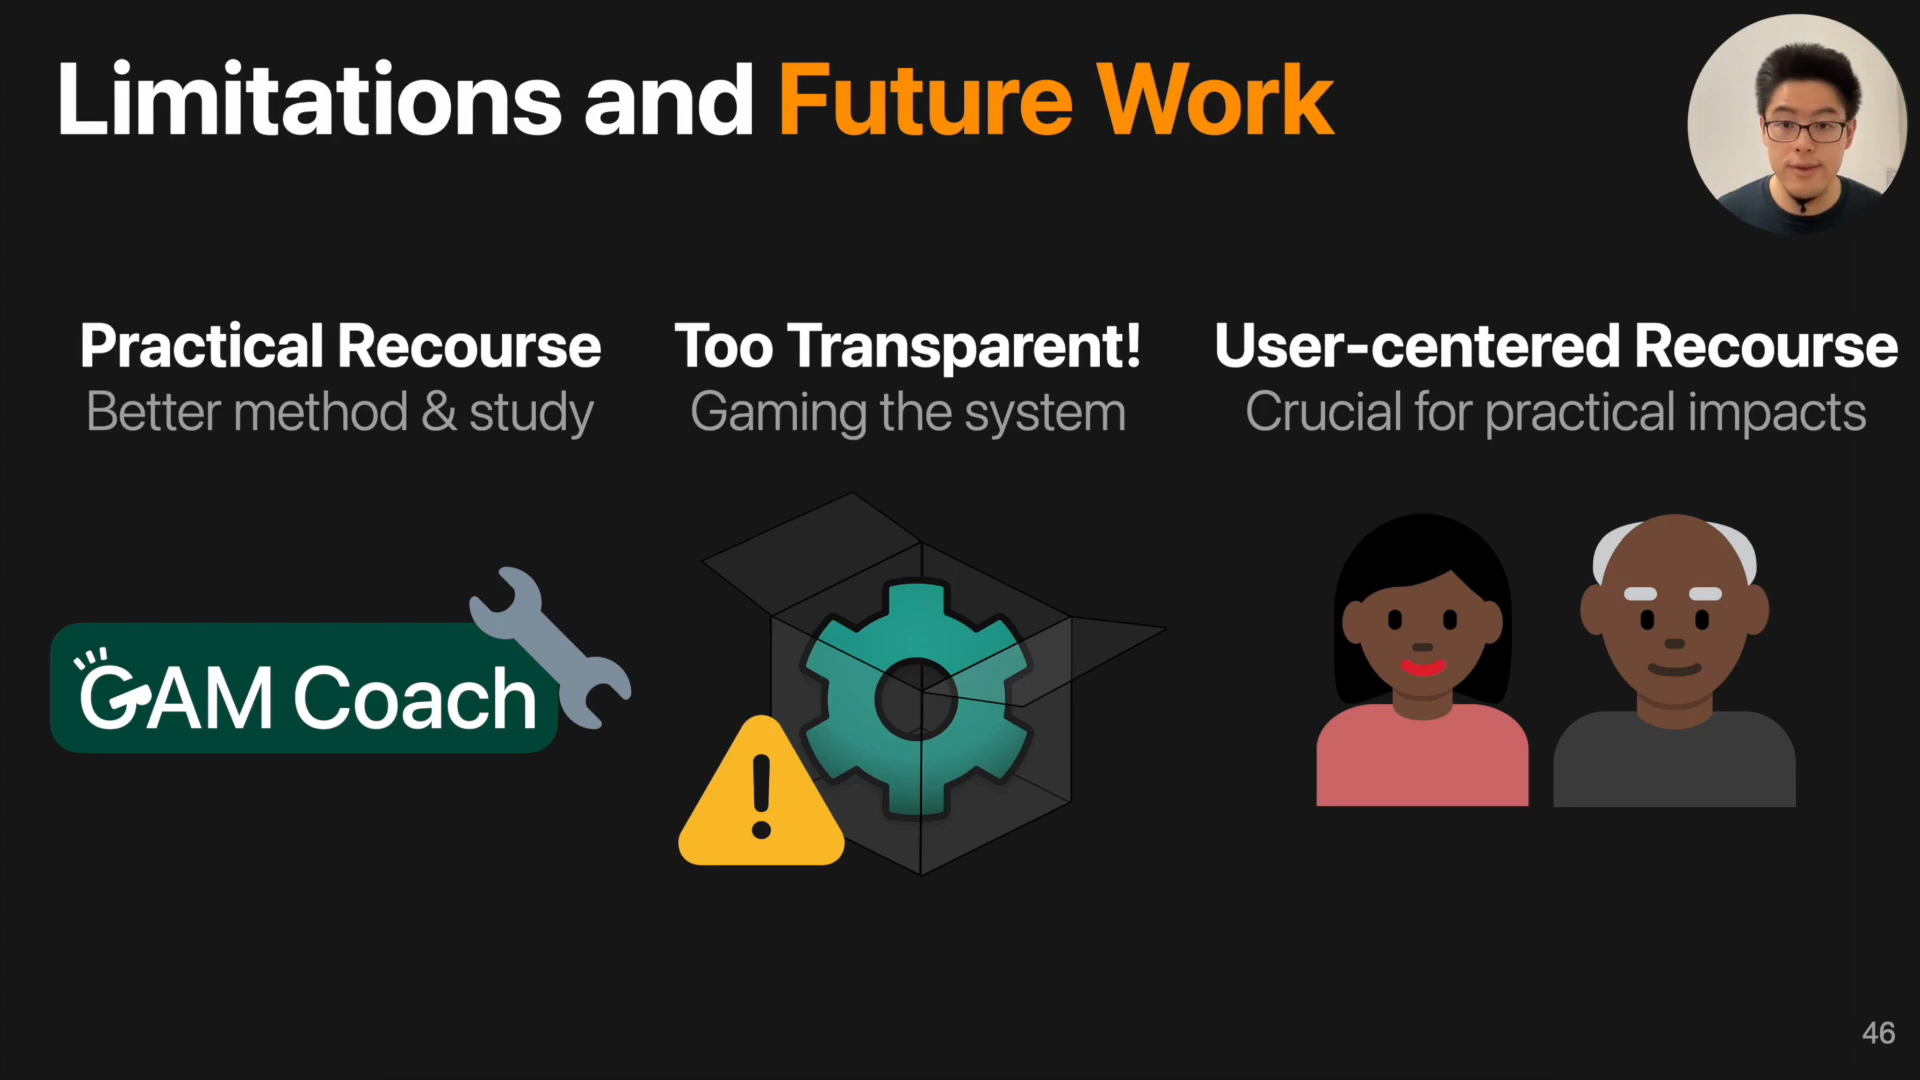 Limitations and Future Work
Practical Recourse
Better method & study
Too Transparent!
Gaming the system
User-centered Recourse
Crucial for practical impacts
GAM Coach
46